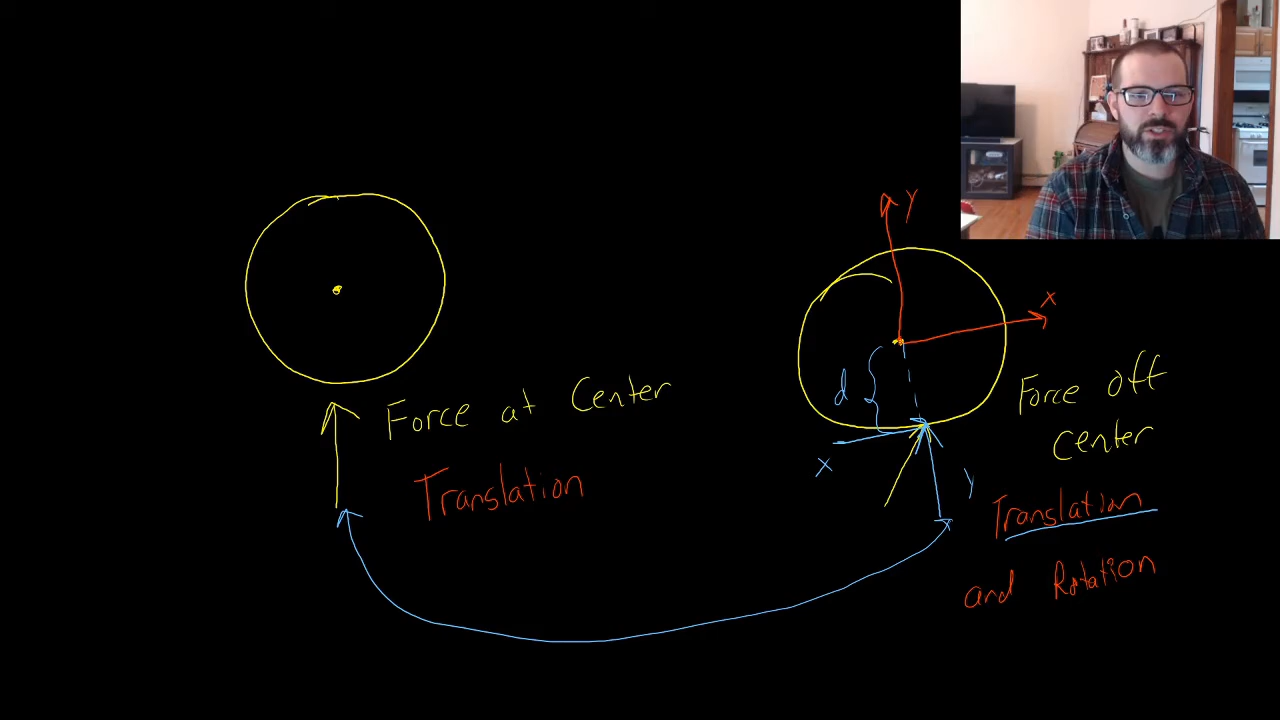 Force at Center
Translation
Y
X
d
X
Y
Force off
Center
Translation
and Rotation